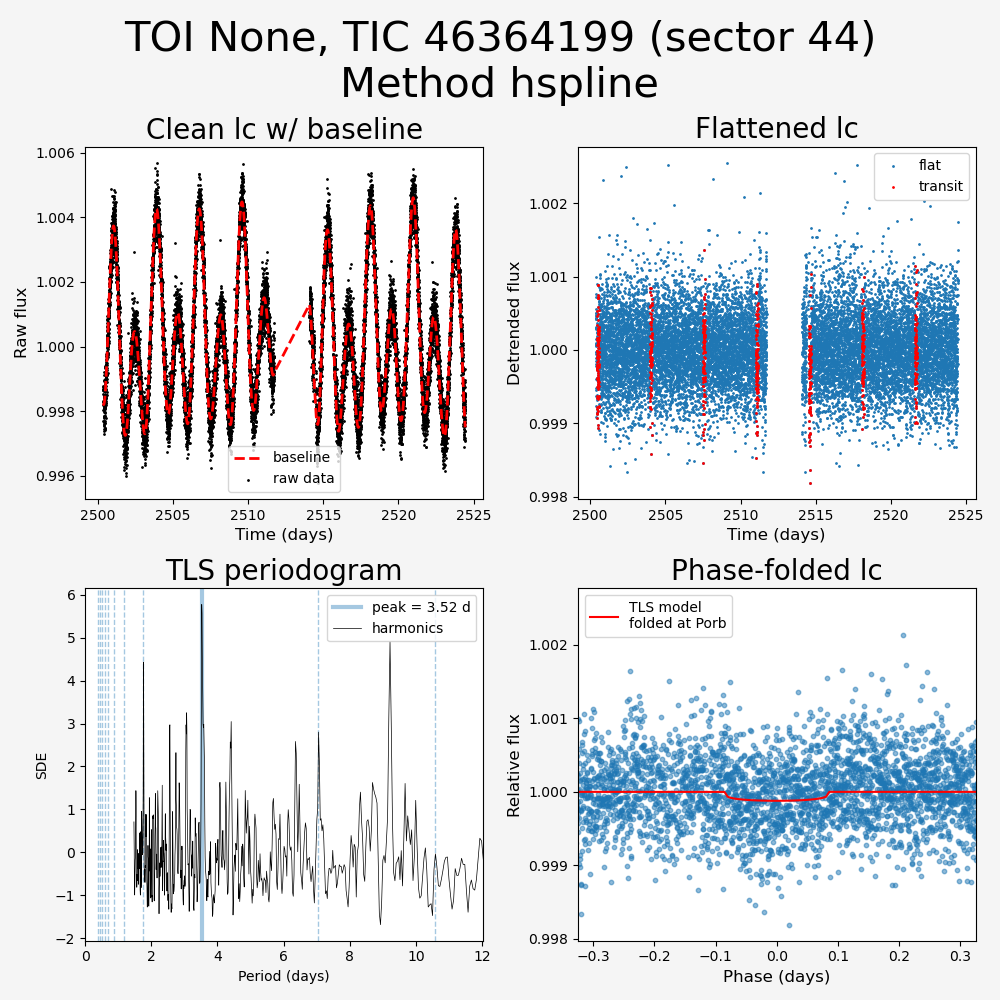 TOI None, TIC 46364199 (sector 44)
Method hspline
Clean lc w/ baseline
Raw flux
1.006
1.004
1.002
1.000
0.998
0.996
baseline
raw data
2500
2505
2510
2515
2520
2525
Time (days)
Flattened lc
Detrended flux
1.002
1.001
1.000
0.999
0.998
flat
transit
2500
2505
2510
2515
2520
2525
Time (days)
TLS periodogram
SDE
6
5
4
3
2
1
0
−1
−2
peak = 3.52 d
harmonics
0
2
4
6
8
10
12
Period (days)
Phase-folded lc
Relative flux
1.002
1.001
1.000
0.999
0.998
TLS model
folded at Porb
−0.3
−0.2
−0.1
0.0
0.1
0.2
0.3
Phase (days)